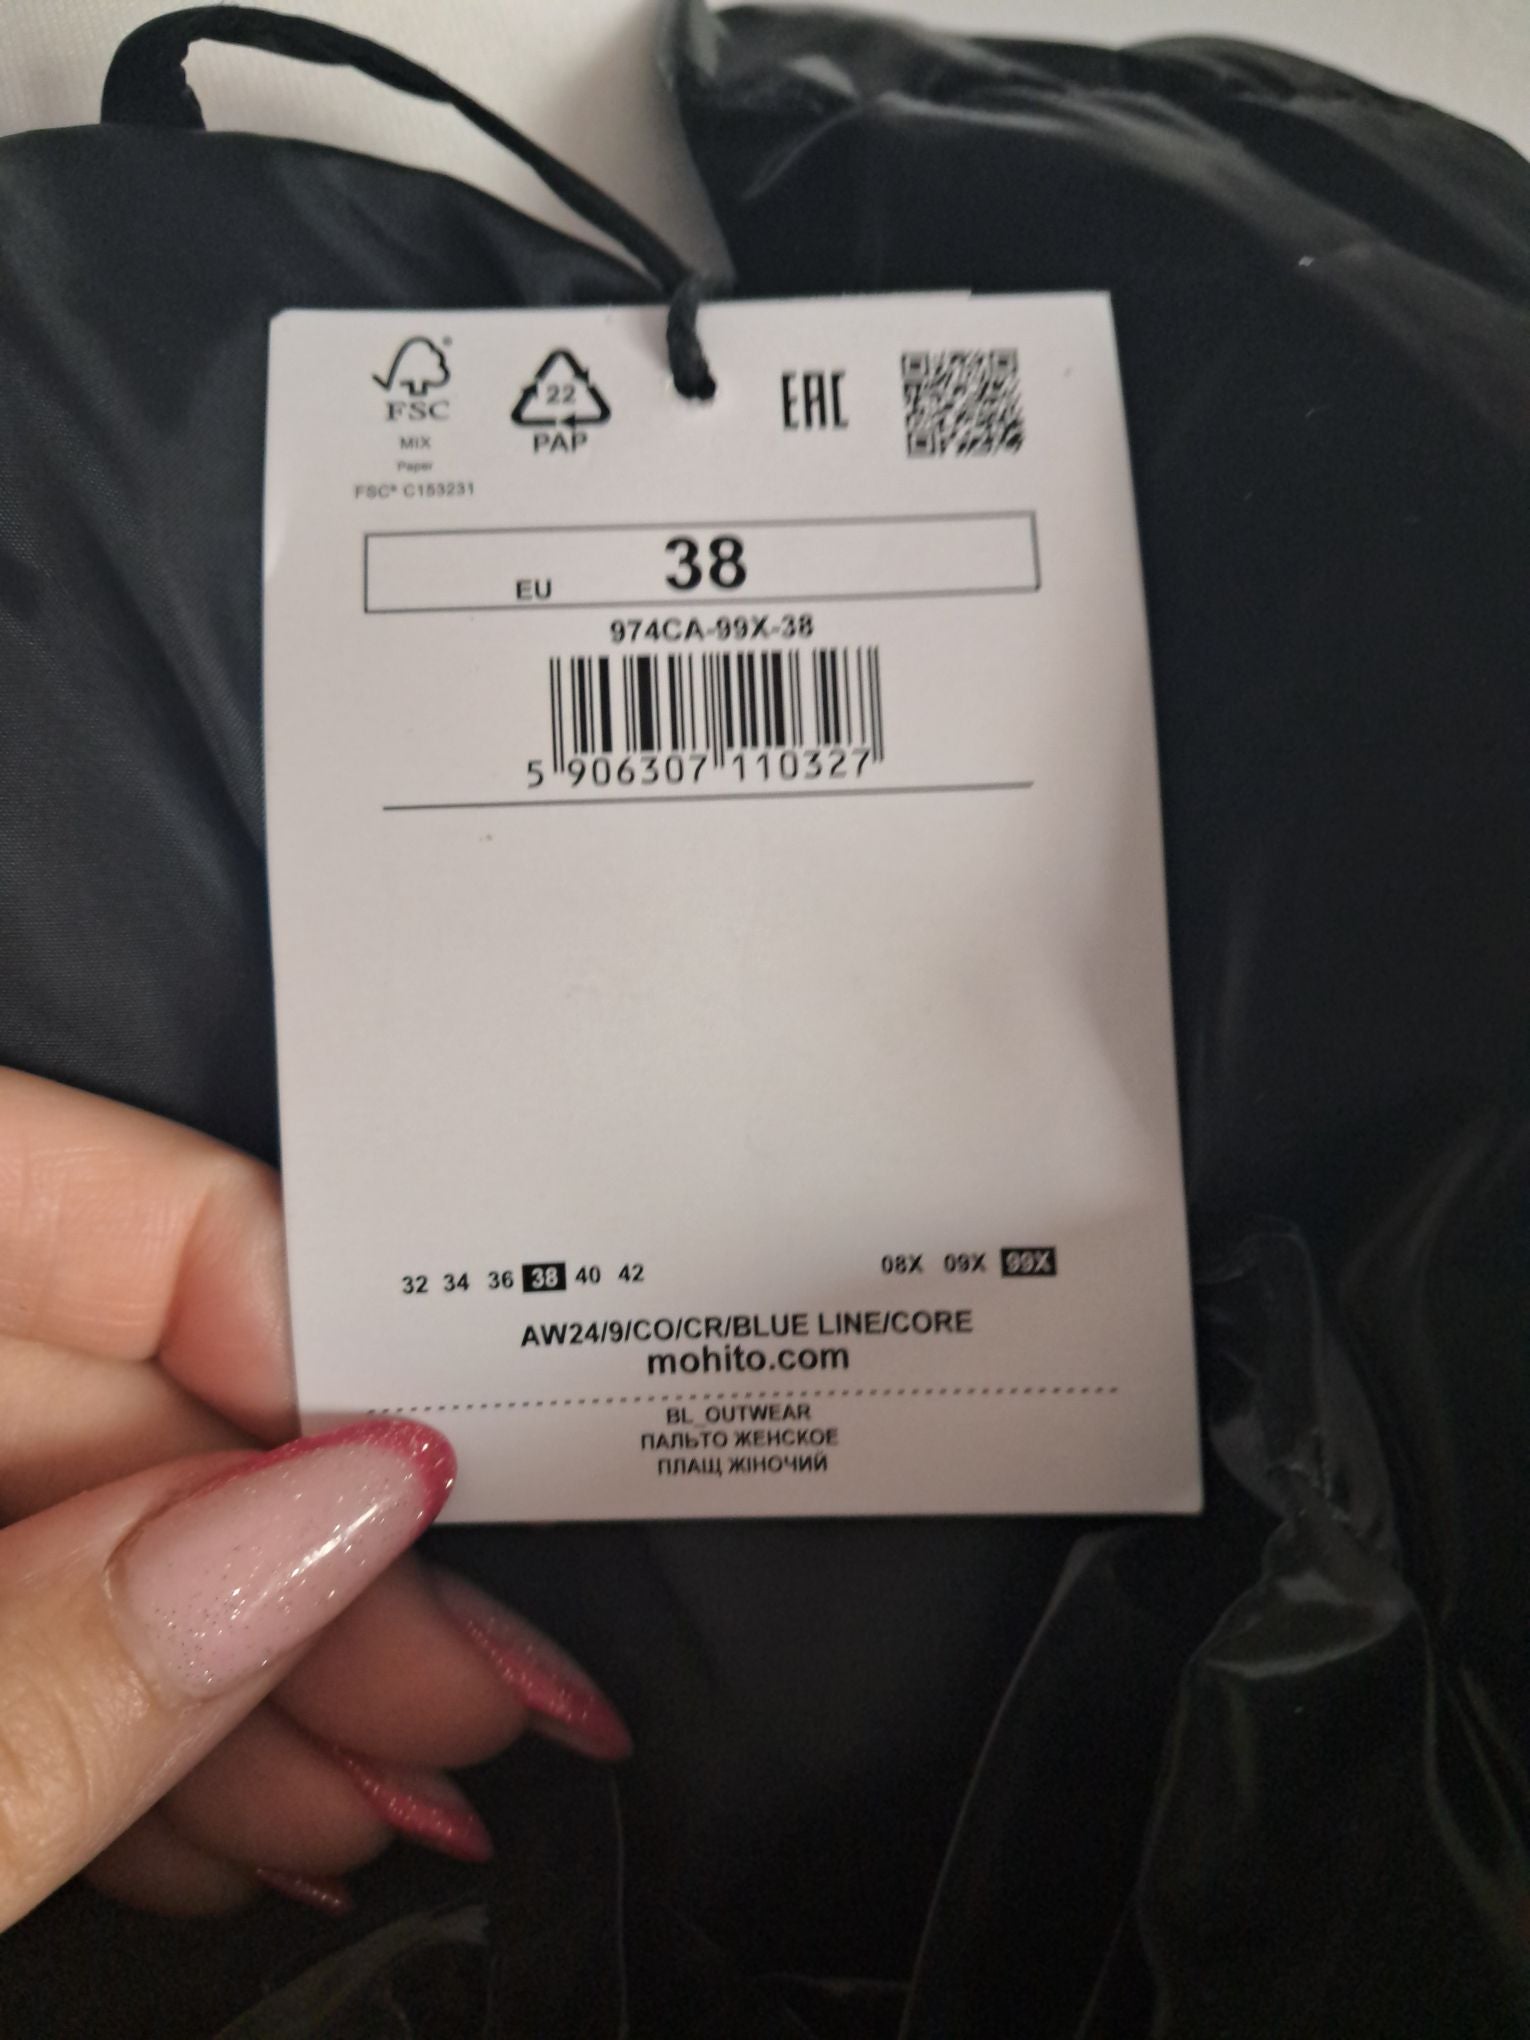 FSC
MIX
Paper
FSC® C153231
22
PAP
EAC
EU 38
974CA-99X-38
5 906307 110327
32 34 36 38 40 42 08X 09X 99X
AW24/9/CO/CR/BLUE LINE/CORE
mohito.com
BL_OUTWEAR
ПАЛЬТО ЖЕНСКОЕ
ПЛАЩ ЖІНОЧИЙ